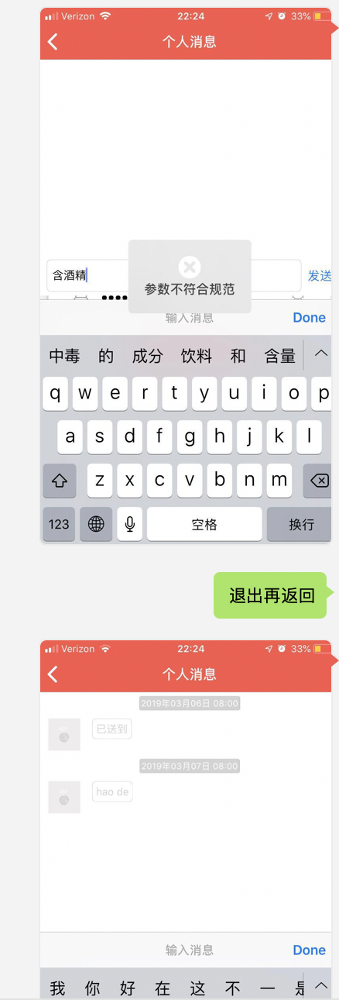 Verizon 22:24 33%
个人消息
参数不符合规范
含酒精 发送
输入消息 Done
中毒 的 成分 饮料 和 含量
q w e r t y u i o p
a s d f g h j k l
z x c v b n m
123 空格 换行
退出再返回
Verizon 22:24 33%
个人消息
2019年03月06日 08:00
已送到
2019年03月07日 08:00
hao de
输入消息 Done
我 你 好 在 这 不 一 是